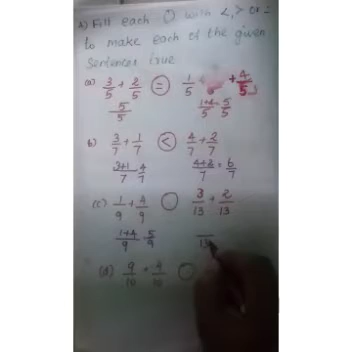 A) Fill each ○ with <, > or =
to make each of the given
sentences true
(a) 3/5 + 2/5 = 1/5 + 4/5
5/5 1+4/5 5/5
b) 3/7 + 1/7 < 4/7 + 2/7
3+1/7 4/7 4+2/7 = 6/7
(c) 1/9 + 4/9 ○ 3/13 + 2/13
1+4/9 5/9 13
(d) 9/10 + 4/10 ○